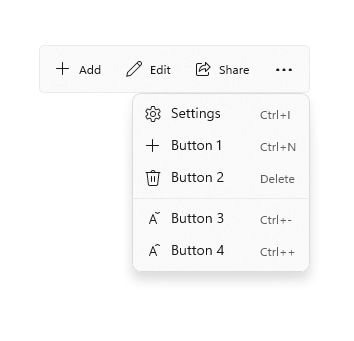 Add Edit Share
Settings Ctrl+I
Button 1 Ctrl+N
Button 2 Delete
Button 3 Ctrl+-
Button 4 Ctrl++